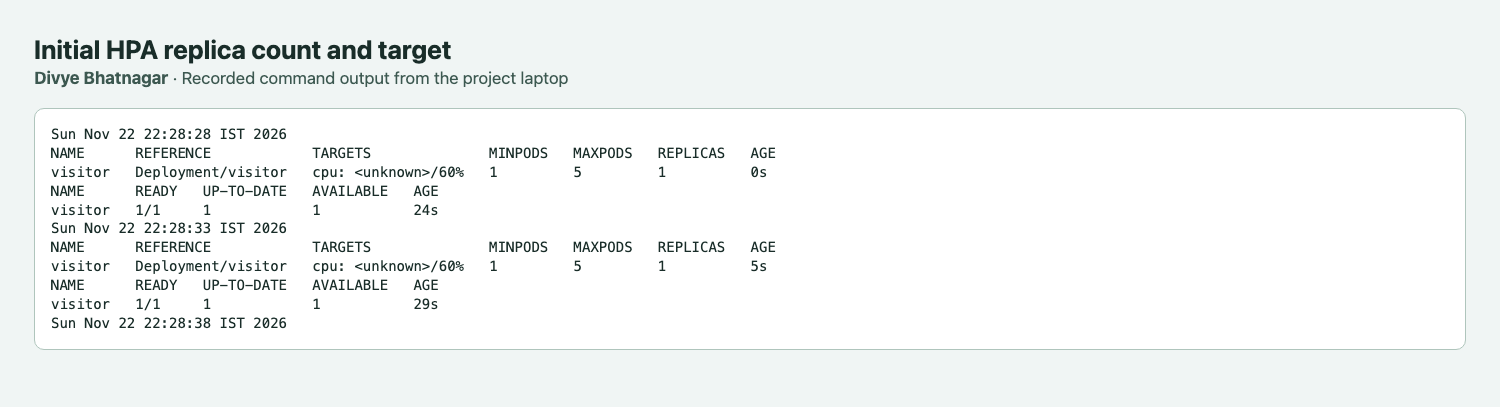 Initial HPA replica count and target
Divye Bhatnagar · Recorded command output from the project laptop
Sun Nov 22 22:28:28 IST 2026
NAME REFERENCE TARGETS MINPODS MAXPODS REPLICAS AGE
visitor Deployment/visitor cpu: <unknown>/60% 1 5 1 0s
NAME READY UP-TO-DATE AVAILABLE AGE
visitor 1/1 1 1 24s
Sun Nov 22 22:28:33 IST 2026
NAME REFERENCE TARGETS MINPODS MAXPODS REPLICAS AGE
visitor Deployment/visitor cpu: <unknown>/60% 1 5 1 5s
NAME READY UP-TO-DATE AVAILABLE AGE
visitor 1/1 1 1 29s
Sun Nov 22 22:28:38 IST 2026